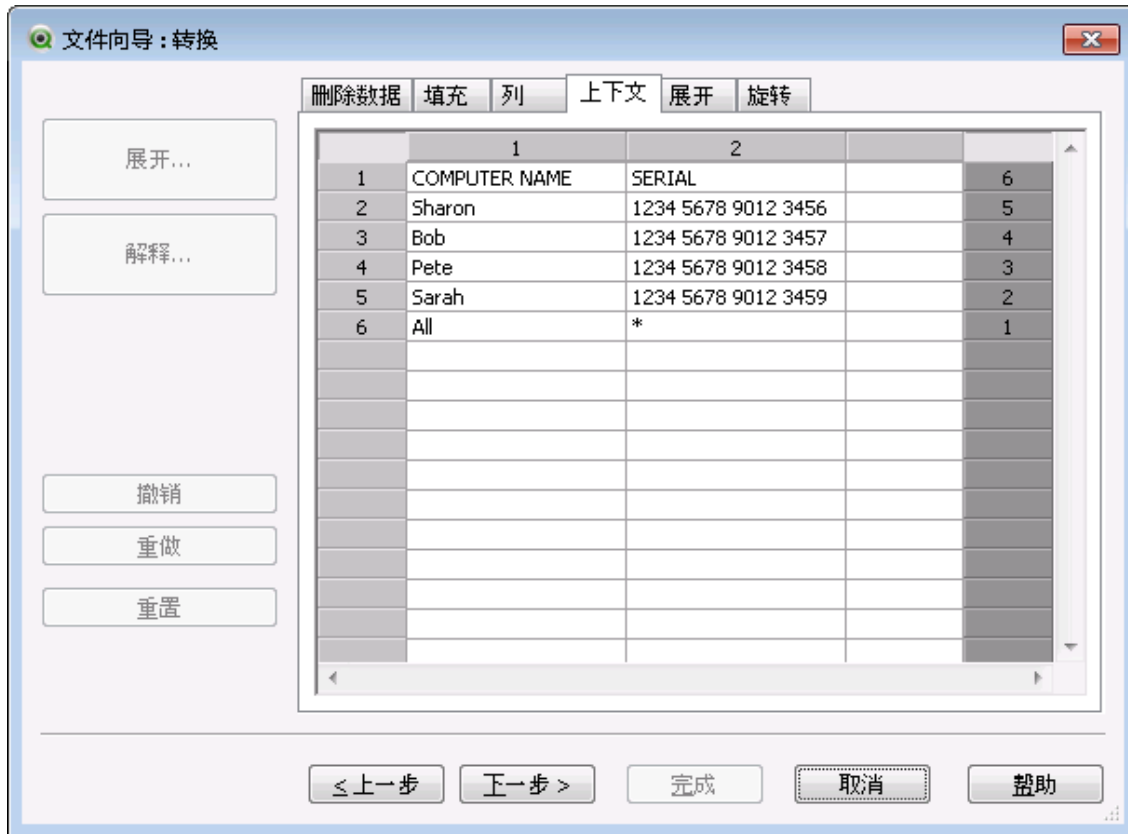 文件向导:转换
删除数据 填充 列 上下文 展开 旋转
展开...
解释...
撤销
重做
重置
1 2
1 COMPUTER NAME SERIAL 6
2 Sharon 1234 5678 9012 3456 5
3 Bob 1234 5678 9012 3457 4
4 Pete 1234 5678 9012 3458 3
5 Sarah 1234 5678 9012 3459 2
6 All * 1
<上一步 下一步> 完成 取消 帮助